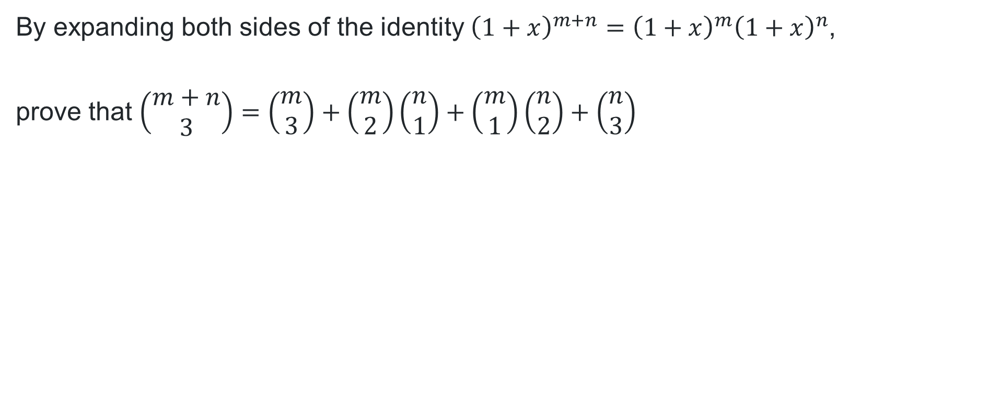 By expanding both sides of the identity $(1 + x)^{m+n} = (1 + x)^m(1 + x)^n$,
prove that $\binom{m + n}{3} = \binom{m}{3} + \binom{m}{2}\binom{n}{1} + \binom{m}{1}\binom{n}{2} + \binom{n}{3}$